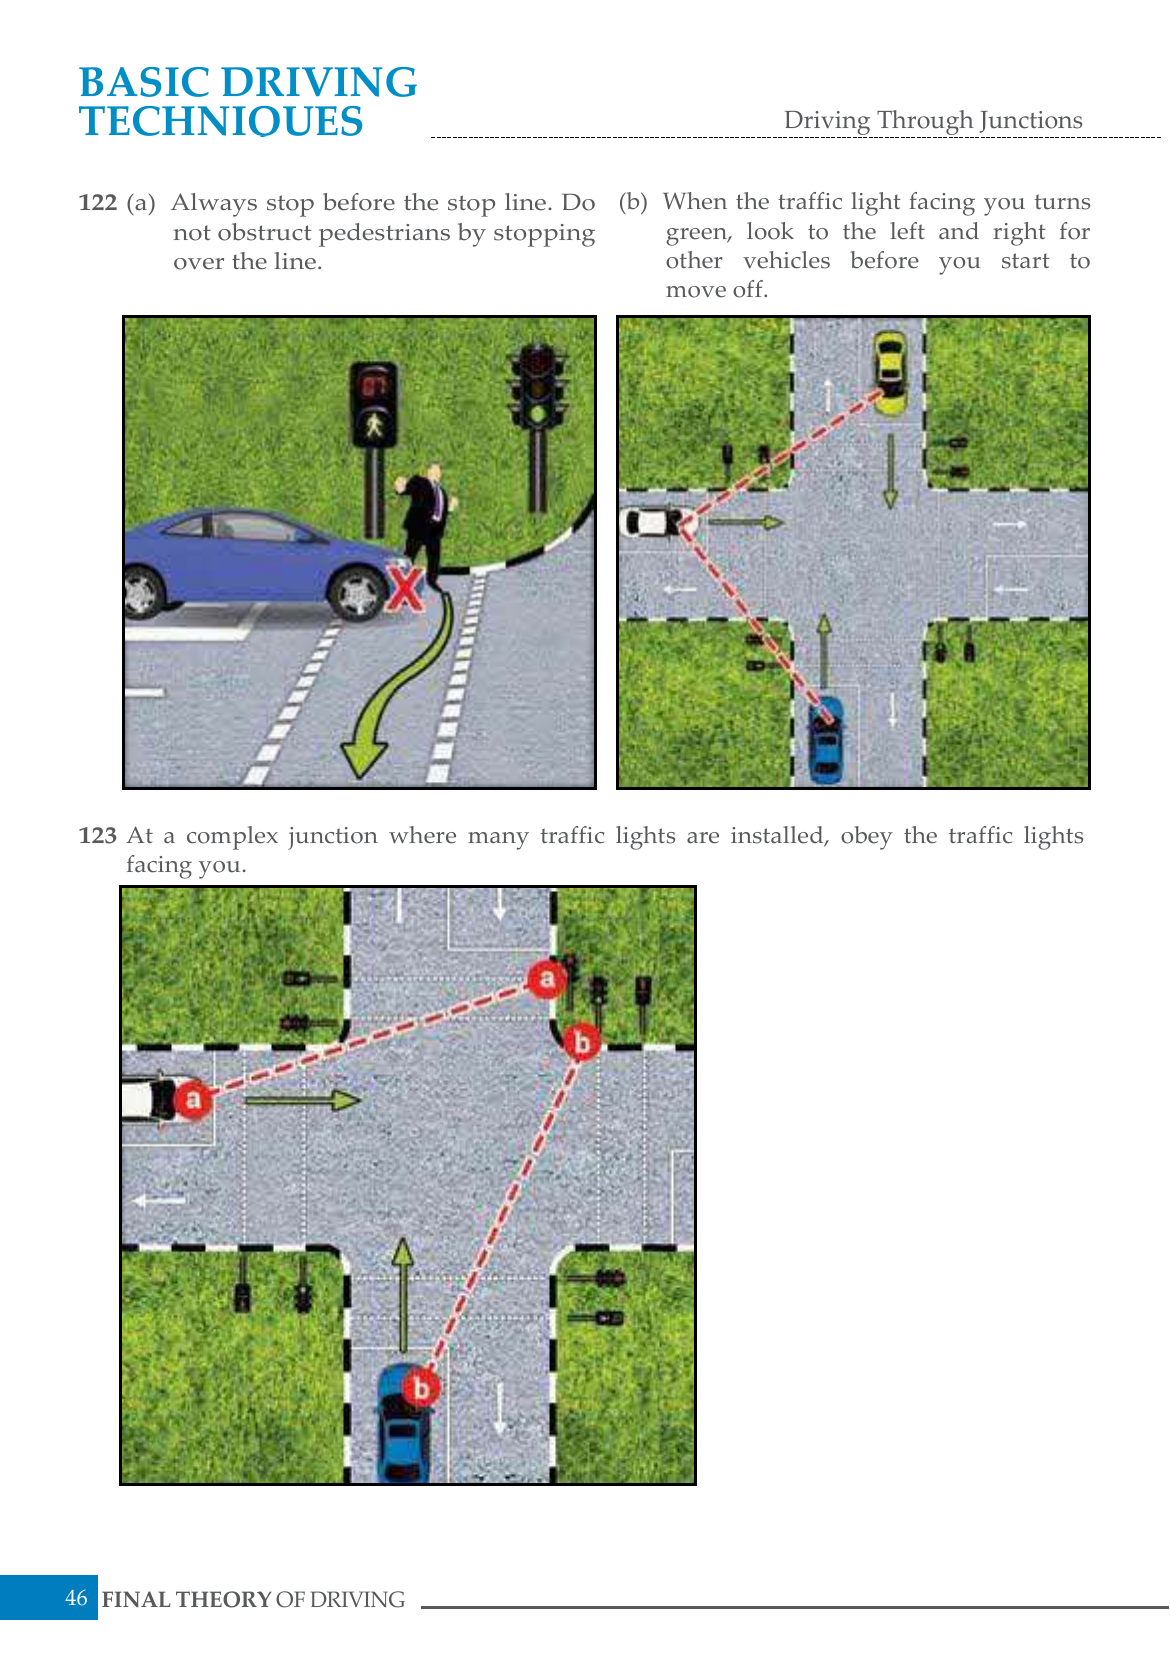 BASIC DRIVING
TECHNIQUES
Driving Through Junctions
122 (a) Always stop before the stop line. Do
not obstruct pedestrians by stopping
over the line.
(b) When the traffic light facing you turns
green, look to the left and right for
other vehicles before you start to
move off.
X
123 At a complex junction where many traffic lights are installed, obey the traffic lights
facing you.
a
b
a
b
46 FINAL THEORY OF DRIVING